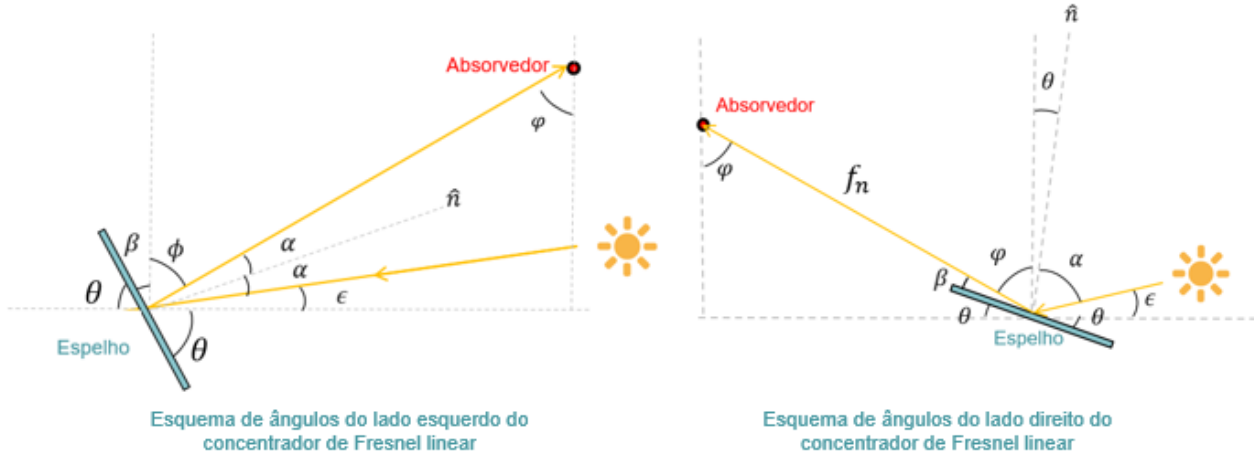 Absorvedor
φ
n̂
α
α
ϵ
β
ϕ
θ
θ
Espelho
Esquema de ângulos do lado esquerdo do
concentrador de Fresnel linear
n̂
θ
Absorvedor
φ
fₙ
φ
α
β
θ
θ
ϵ
Espelho
Esquema de ângulos do lado direito do
concentrador de Fresnel linear